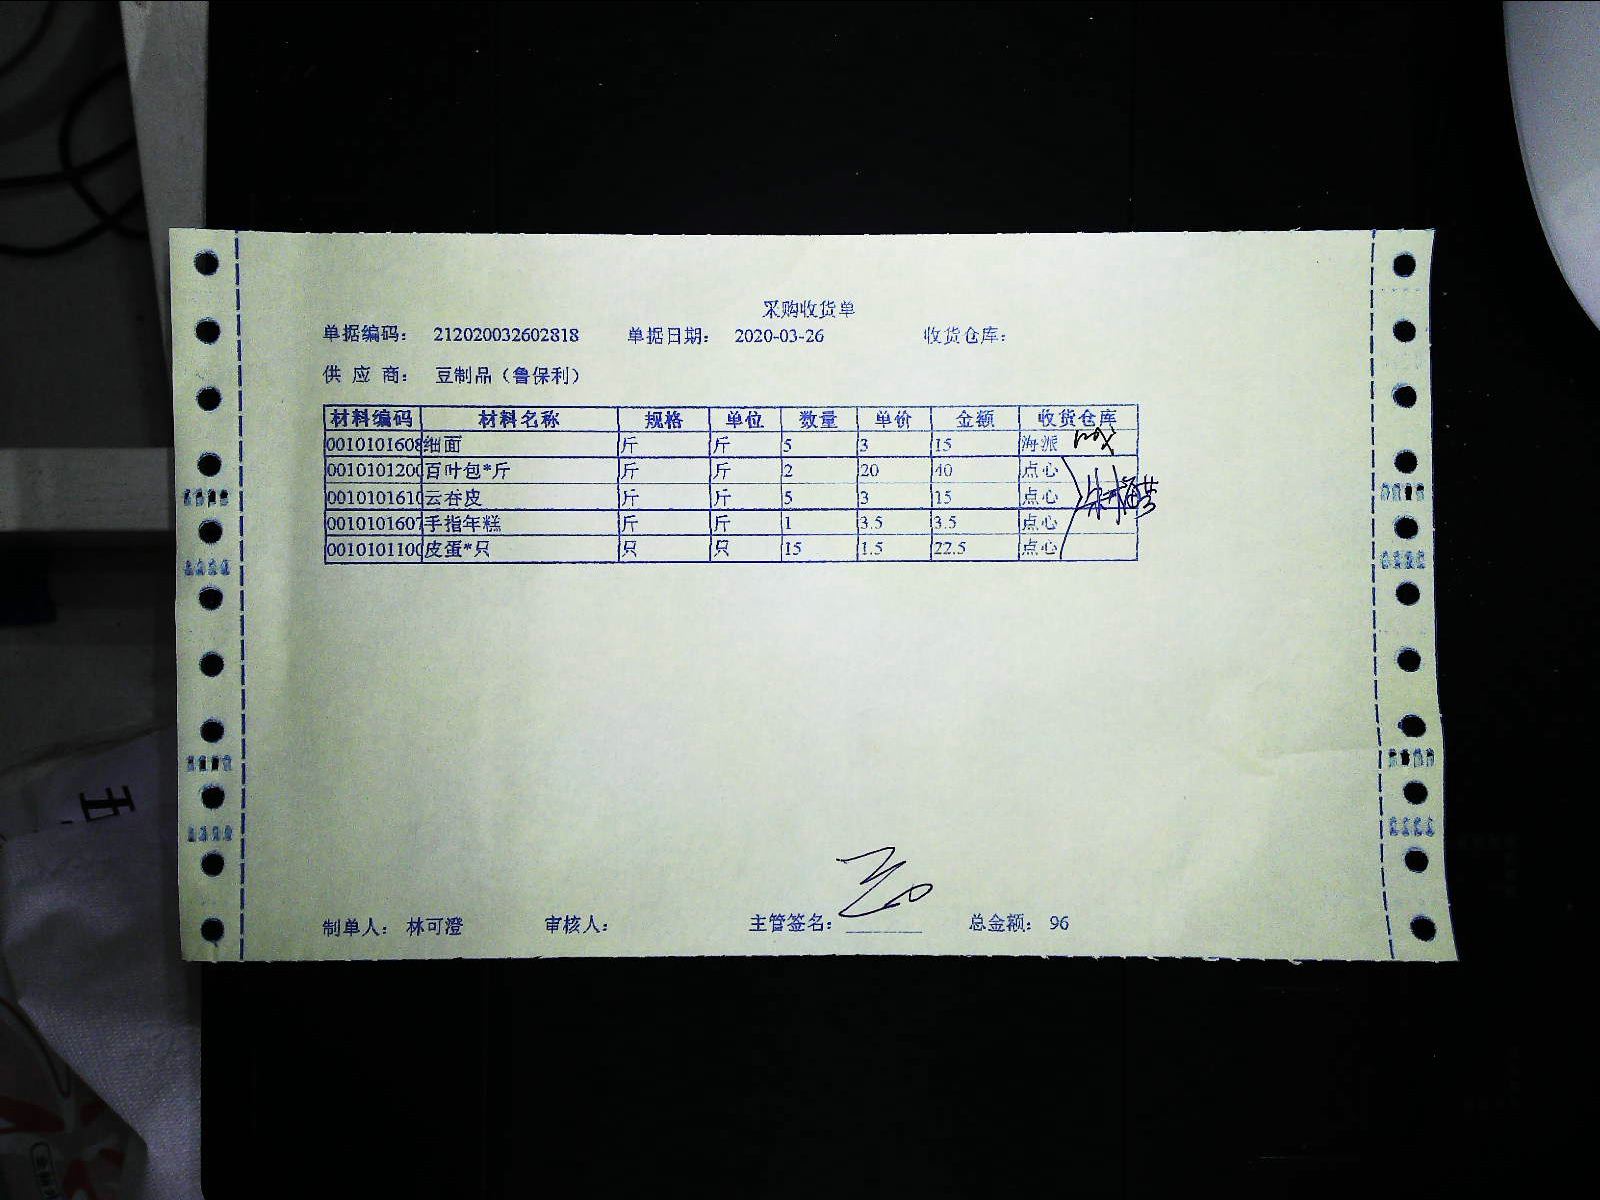 采购收货单
单据编码： 212020032602818 单据日期： 2020-03-26 收货仓库：
供 应 商： 豆制品（鲁保利）
材料编码 材料名称 规格 单位 数量 单价 金额 收货仓库
0010101608 细面 斤 斤 5 3 15 海派
0010101200 百叶包*斤 斤 斤 2 20 40 点心
0010101610 云吞皮 斤 斤 5 3 15 点心
0010101607 手指年糕 斤 斤 1 3.5 3.5 点心
0010101100 皮蛋*只 只 只 15 1.5 22.5 点心
制单人： 林可澄 审核人： 主管签名： 总金额： 96